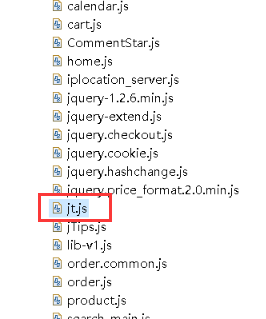 calendar.js
cart.js
CommentStar.js
home.js
iplocation_server.js
jquery-1.2.6.min.js
jquery-extend.js
jquery.checkout.js
jquery.cookie.js
jquery.hashchange.js
jquery.price_format.2.0.min.js
jt.js
jTips.js
lib-v1.js
order.common.js
order.js
product.js
search_main.js